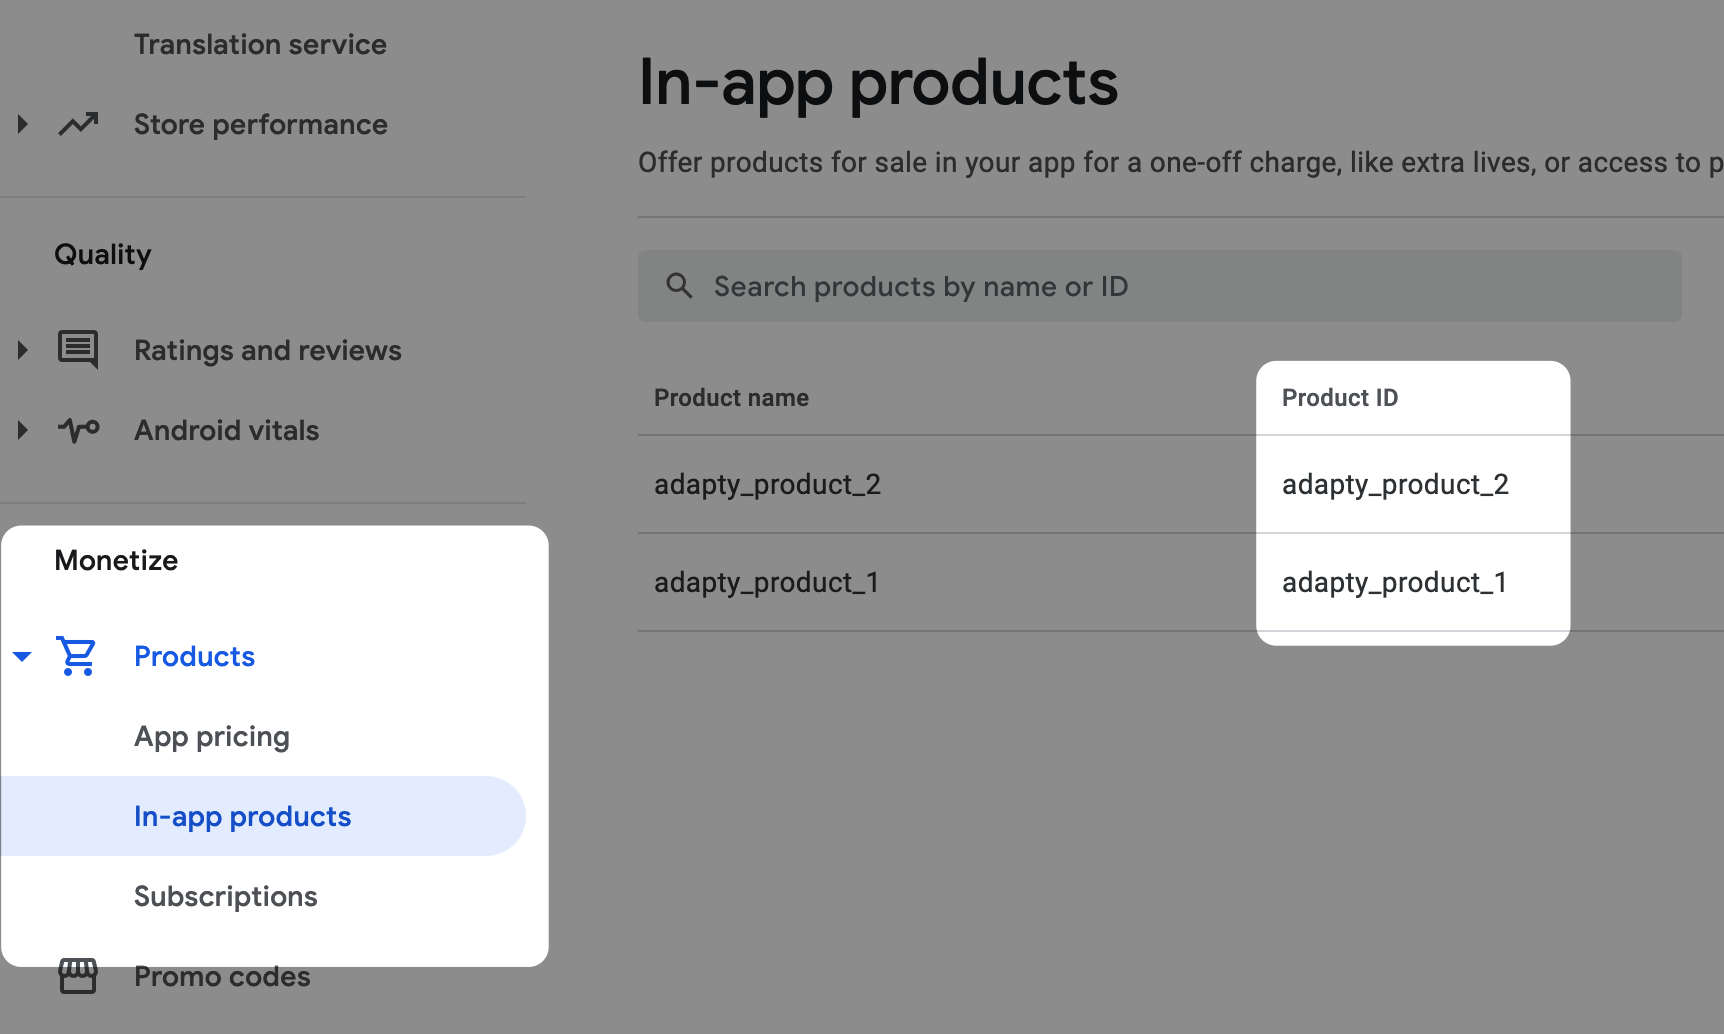 Translation service
Store performance
Quality
Ratings and reviews
Android vitals
Monetize
Products
App pricing
In-app products
Subscriptions
Promo codes
In-app products
Offer products for sale in your app for a one-off charge, like extra lives, or access to p
Search products by name or ID
Product name Product ID
adapty_product_2 adapty_product_2
adapty_product_1 adapty_product_1